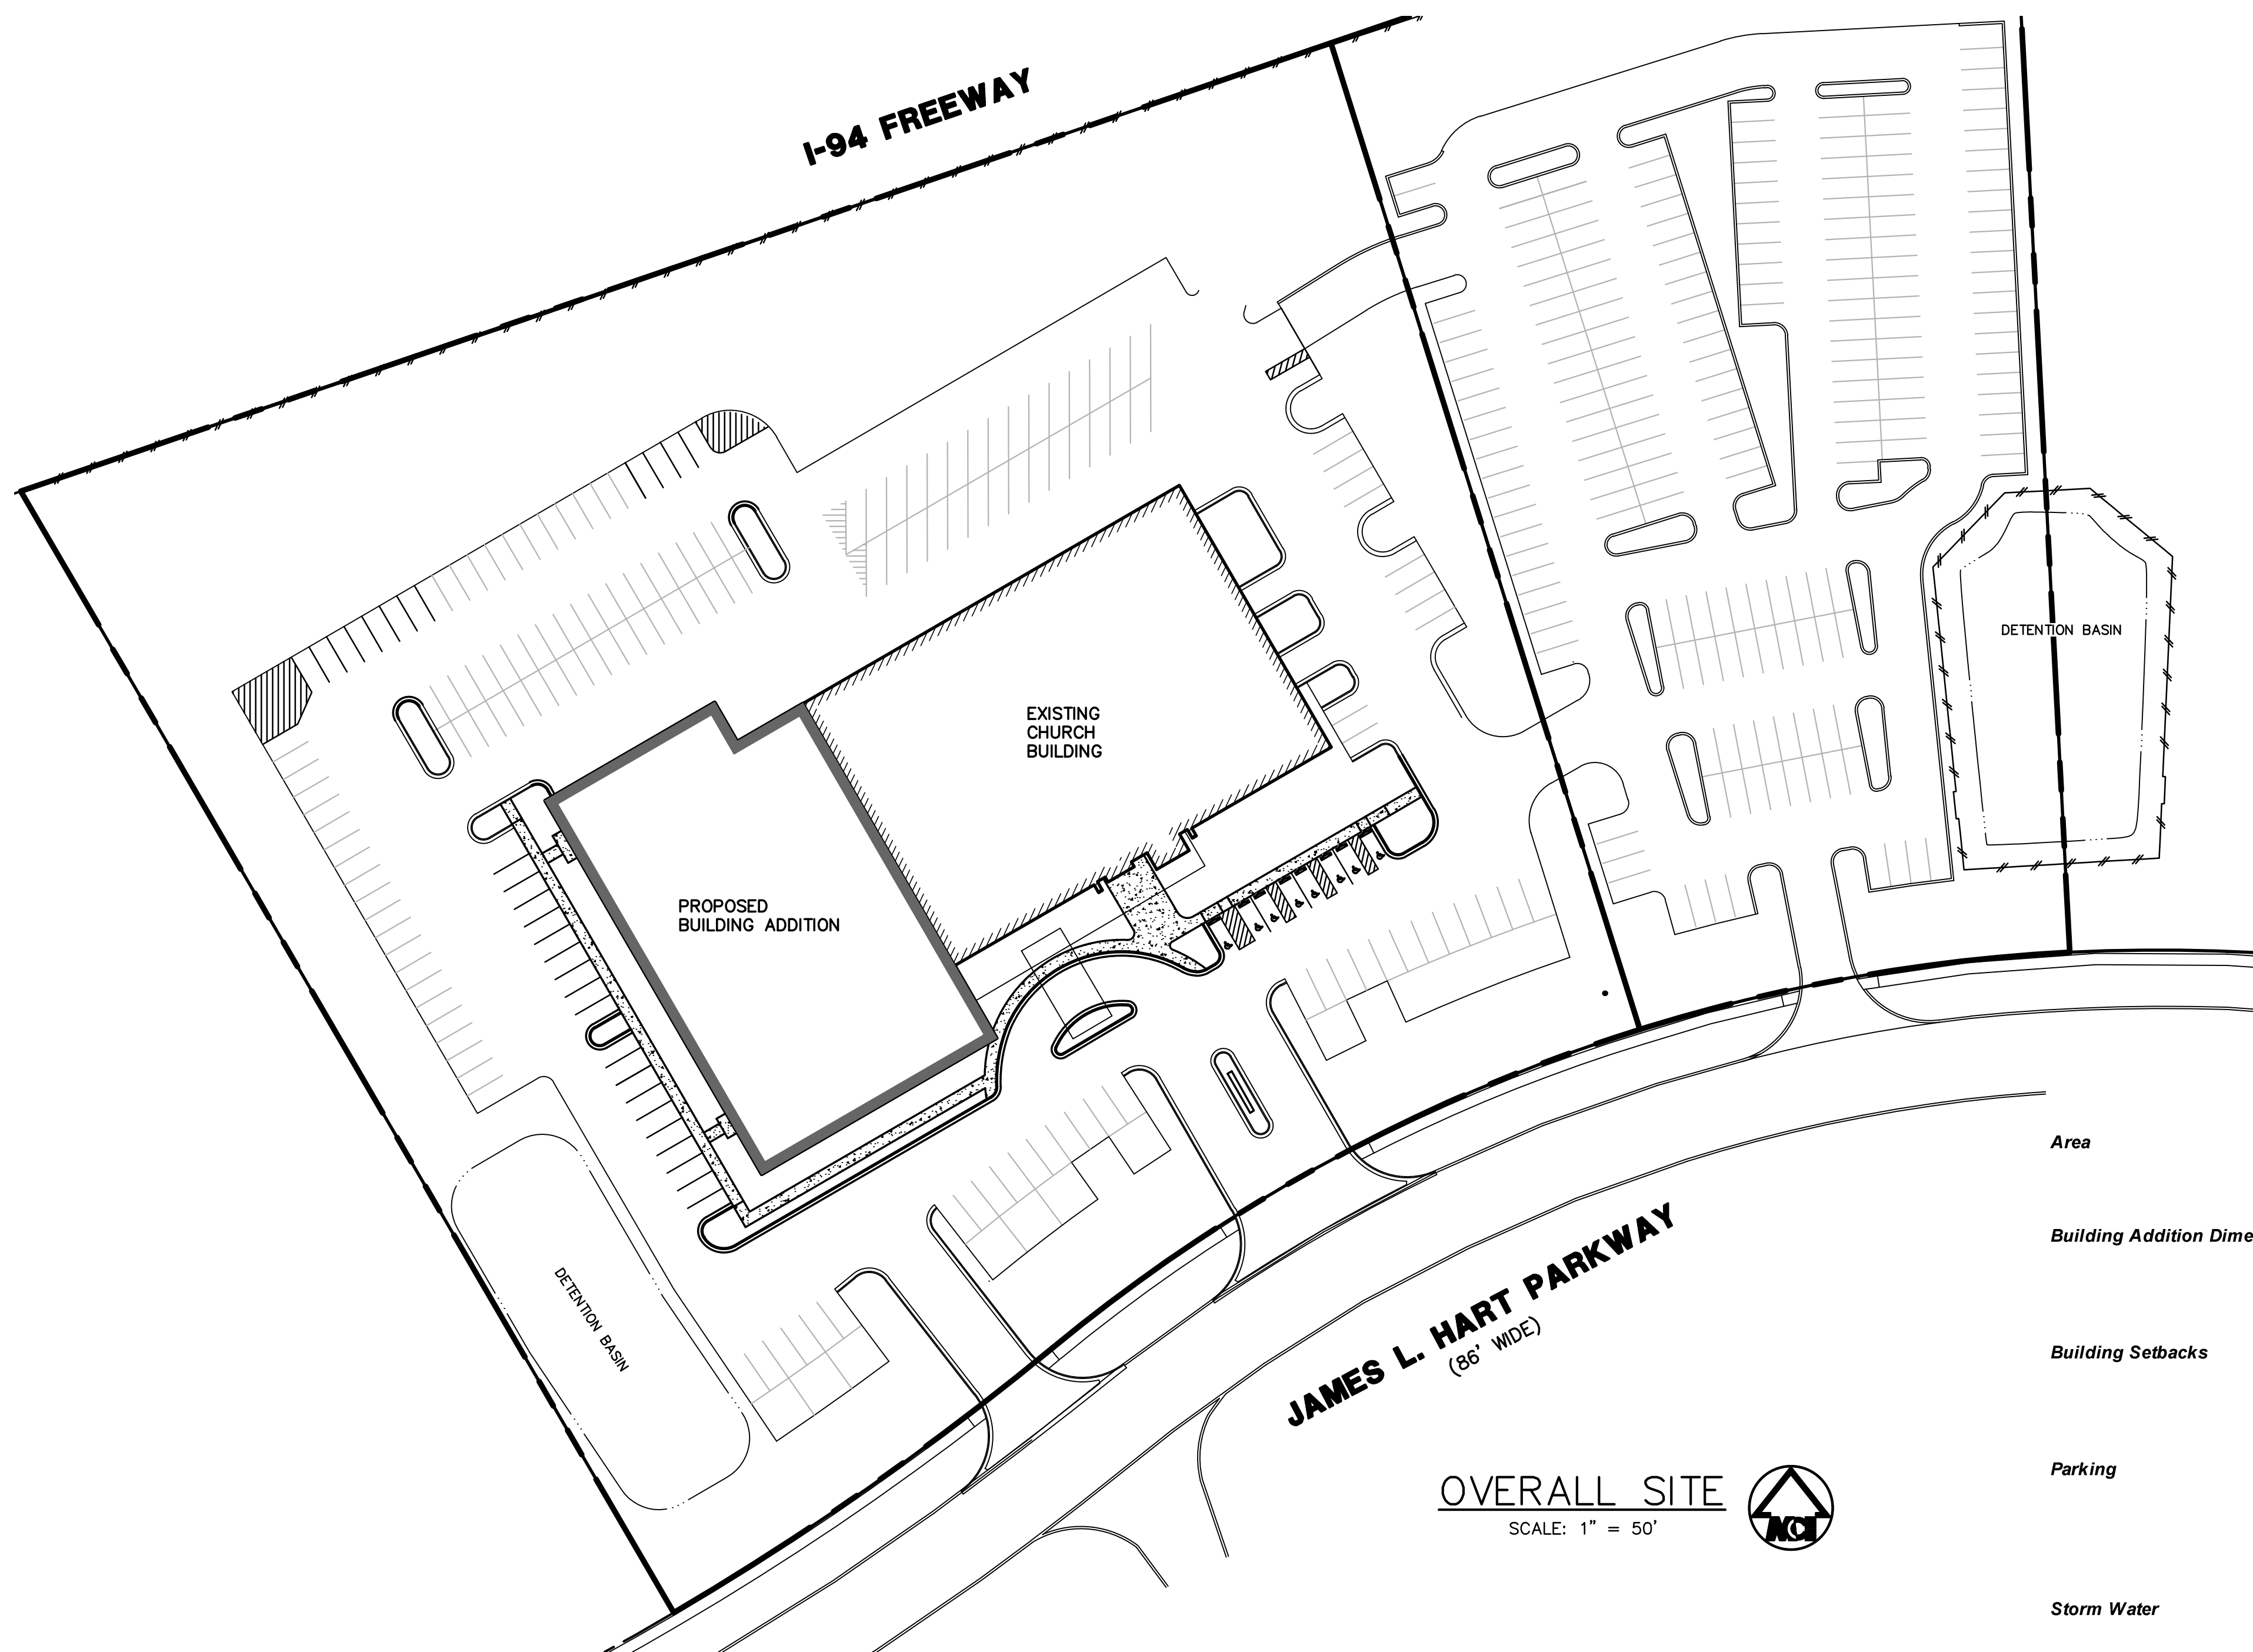 I-94 FREEWAY
EXISTING
CHURCH
BUILDING
PROPOSED
BUILDING ADDITION
DETENTION BASIN
DETENTION BASIN
JAMES L. HART PARKWAY
(86' WIDE)
OVERALL SITE
SCALE: 1" = 50'
Area
Building Addition Dime
Building Setbacks
Parking
Storm Water